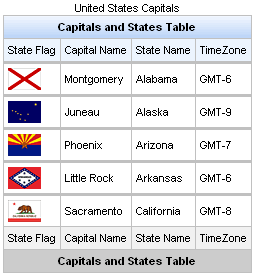 United States Capitals
Capitals and States Table
State Flag Capital Name State Name TimeZone
Montgomery Alabama GMT-6
Juneau Alaska GMT-9
Phoenix Arizona GMT-7
Little Rock Arkansas GMT-6
Sacramento California GMT-8
State Flag Capital Name State Name TimeZone
Capitals and States Table